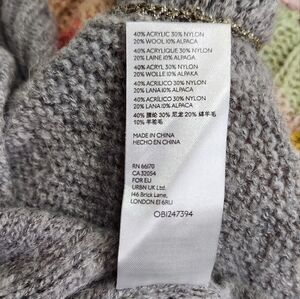 40% ACRYLIC 30% NYLON
20% WOOL 10% ALPACA
40% ACRYLIQUE 30% NYLON
20% LAINE 10% ALPAGA
40% ACRYL 30% NYLON
20% WOLLE 10% ALPAKA
40% ACRILICO 30% NYLON
20% LANA 10% ALPACA
40% ACRÍLICO 30% NYLON
20% LANA 10% ALPACA
40% 腈纶 30% 尼龙 20% 绵羊毛
10% 羊驼毛
MADE IN CHINA
HECHO EN CHINA
RN 66170
CA 32054
FOR EU
URBN UK Ltd.
146 Brick Lane,
LONDON E1 6RU
OB1247394